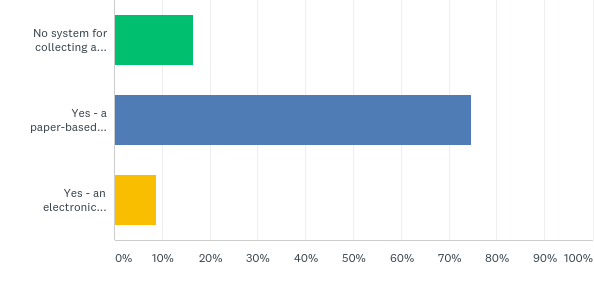 No system for
collecting a...
Yes - a
paper-based...
Yes - an
electronic...
0% 10% 20% 30% 40% 50% 60% 70% 80% 90% 100%